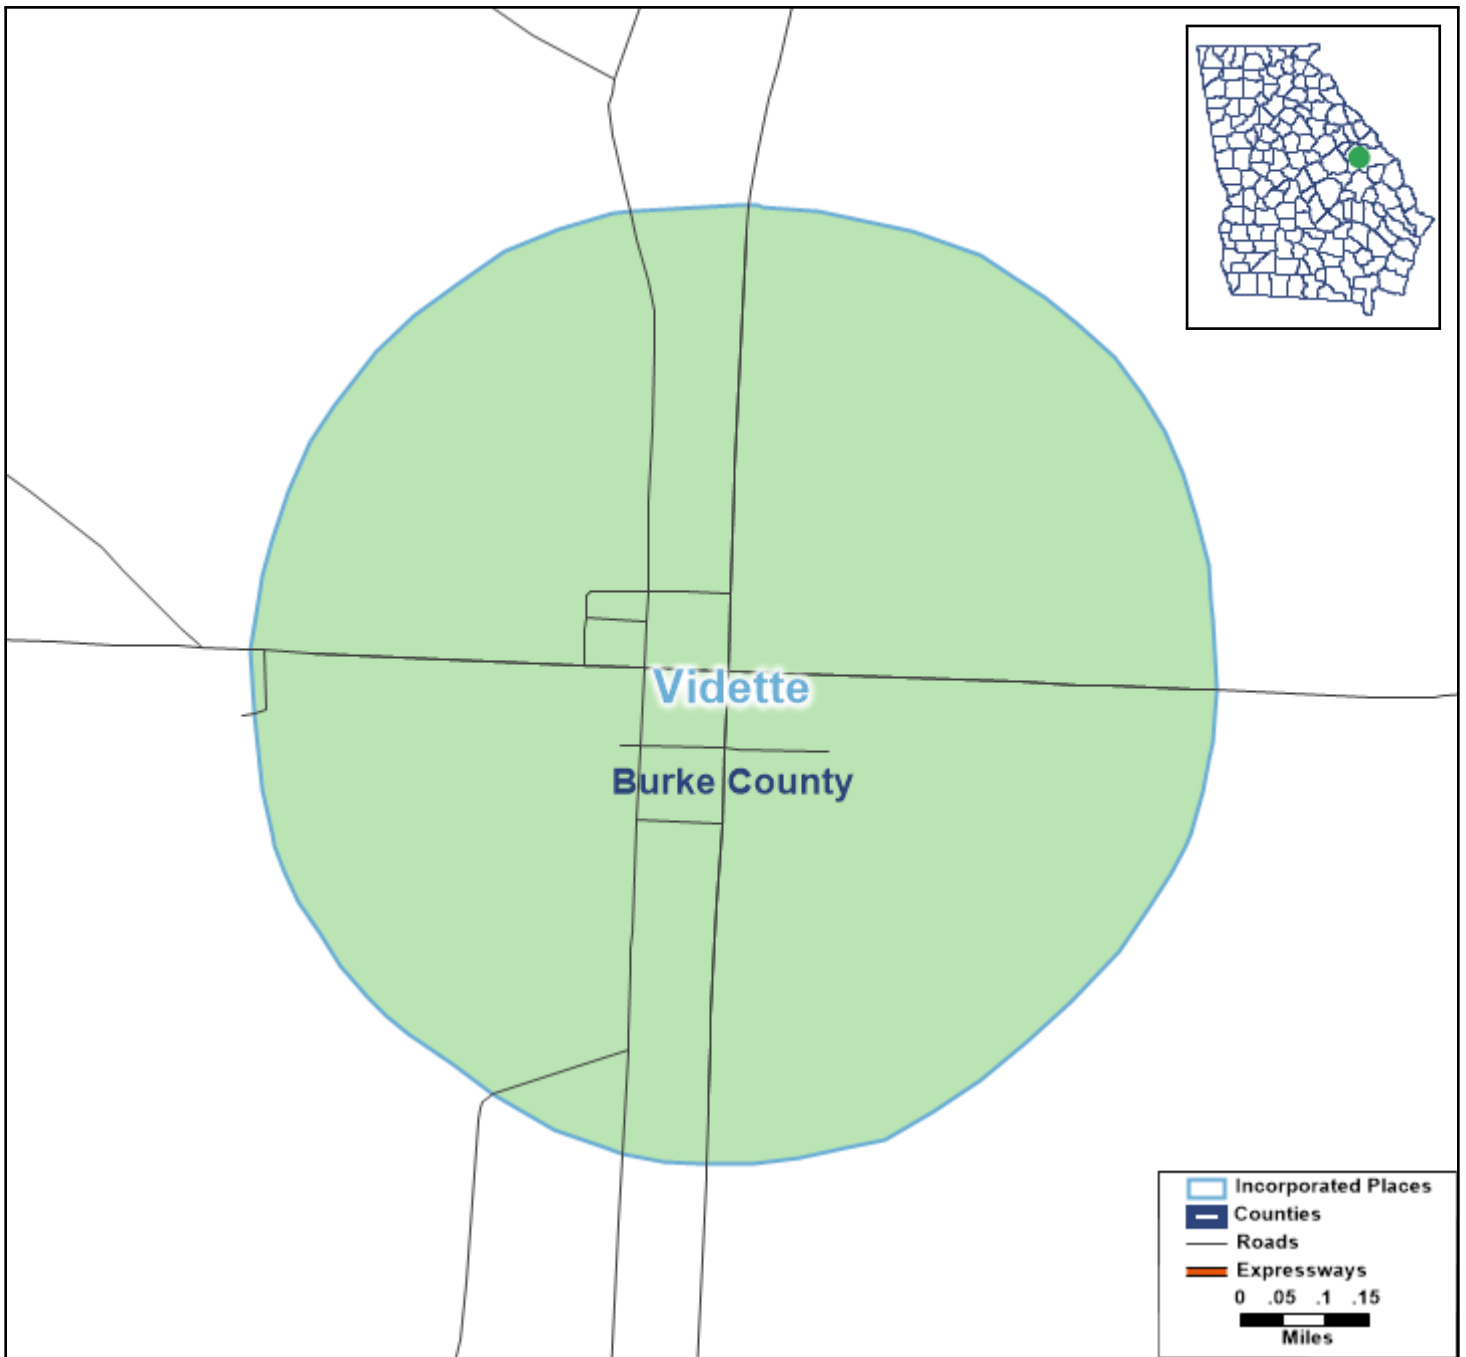 Vidette
Burke County
Incorporated Places
Counties
Roads
Expressways
0 .05 .1 .15
Miles